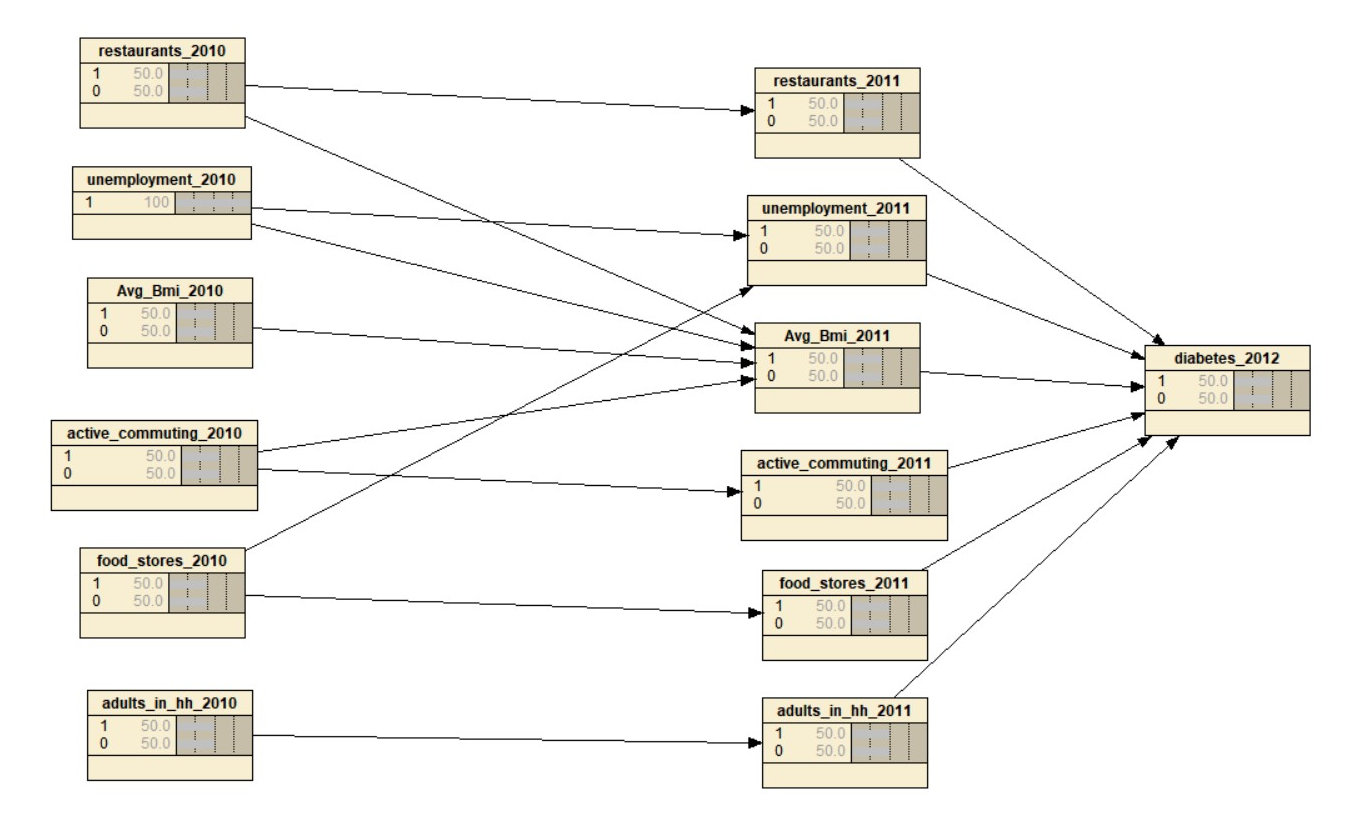 restaurants_2010
1 50.0
0 50.0
unemployment_2010
1 100
Avg_Bmi_2010
1 50.0
0 50.0
active_commuting_2010
1 50.0
0 50.0
food_stores_2010
1 50.0
0 50.0
adults_in_hh_2010
1 50.0
0 50.0
restaurants_2011
1 50.0
0 50.0
unemployment_2011
1 50.0
0 50.0
Avg_Bmi_2011
1 50.0
0 50.0
active_commuting_2011
1 50.0
0 50.0
food_stores_2011
1 50.0
0 50.0
adults_in_hh_2011
1 50.0
0 50.0
diabetes_2012
1 50.0
0 50.0